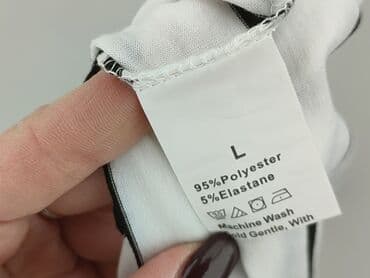 L
95%Polyester
5%Elastane
Machine Wash
Gentle, With